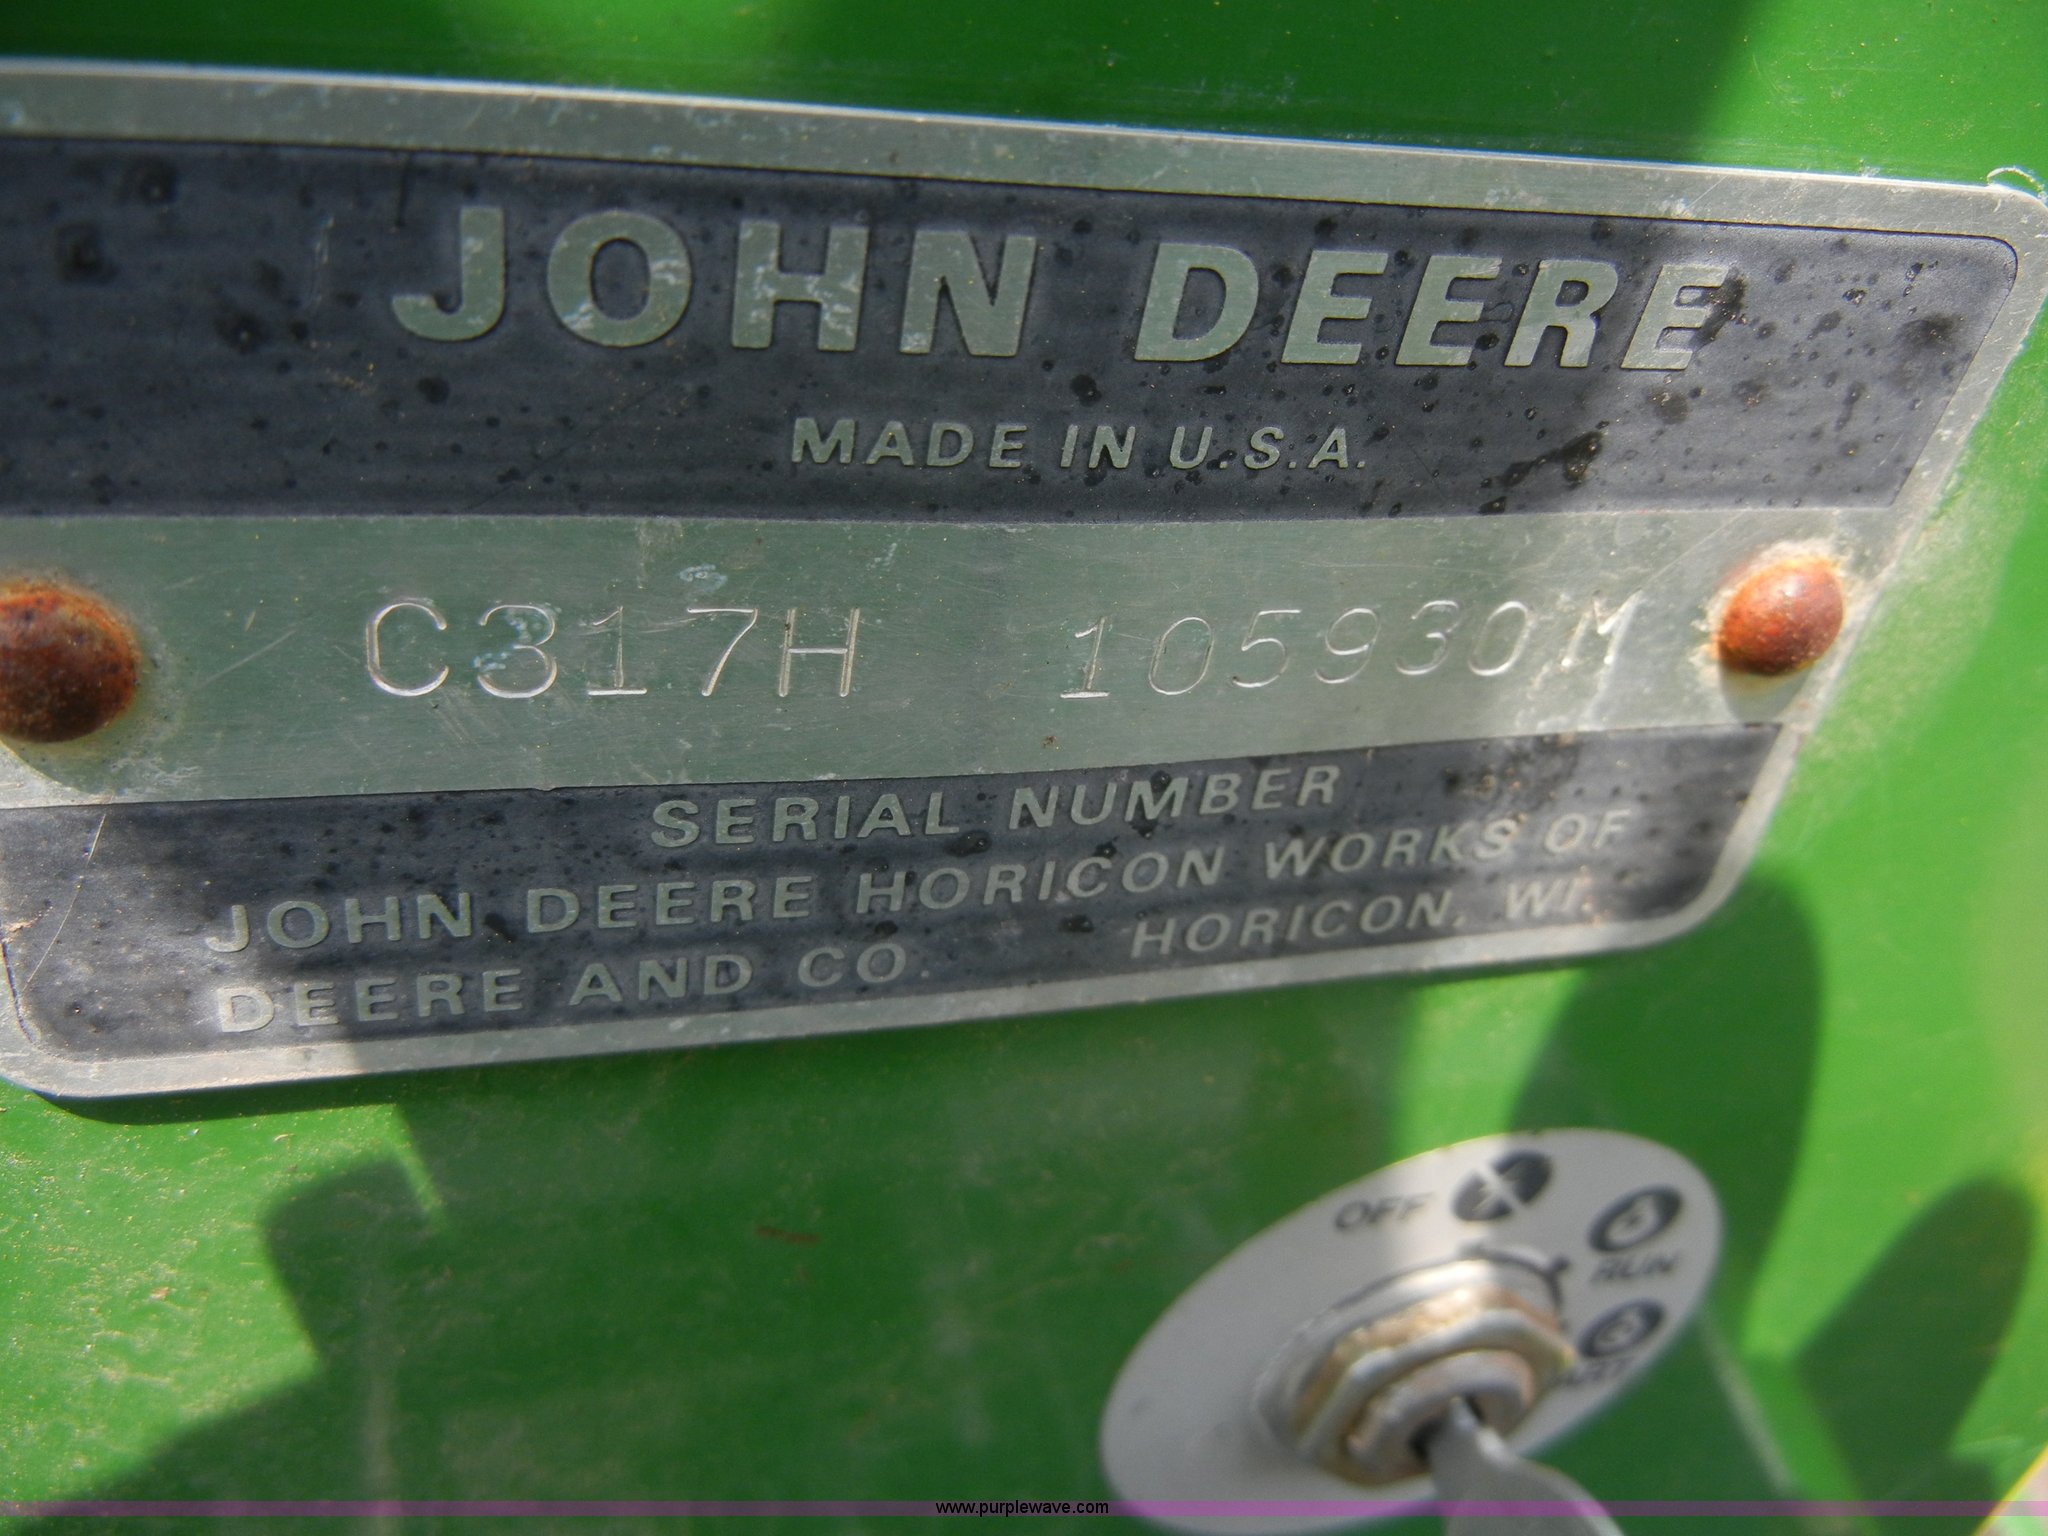 JOHN DEERE
MADE IN U.S.A.
C317H 105930M
SERIAL NUMBER
JOHN DEERE HORICON WORKS OF
DEERE AND CO. HORICON, WI.
OFF
RUN
www.purplewave.com